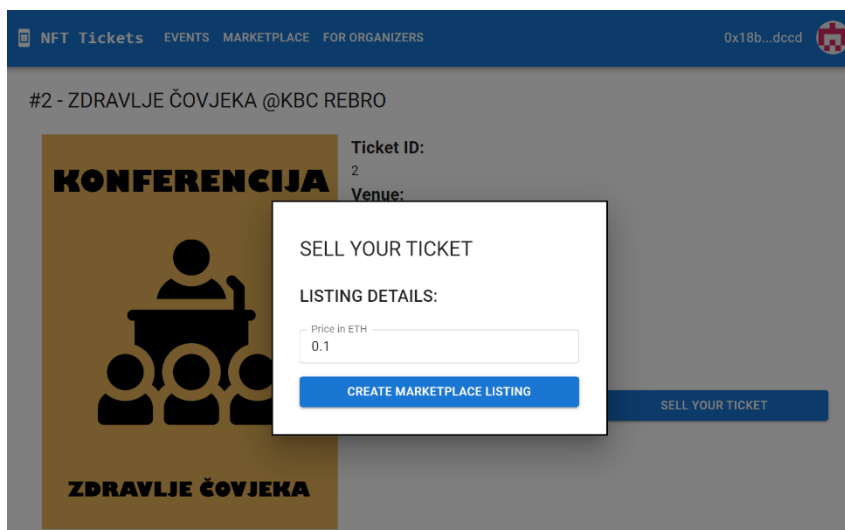 NFT Tickets EVENTS MARKETPLACE FOR ORGANIZERS 0x18b...dccd
#2 - ZDRAVLJE ČOVJEKA @KBC REBRO
KONFERENCIJA
ZDRAVLJE ČOVJEKA
Ticket ID:
2
Venue:
SELL YOUR TICKET
LISTING DETAILS:
Price in ETH
0.1
CREATE MARKETPLACE LISTING
SELL YOUR TICKET